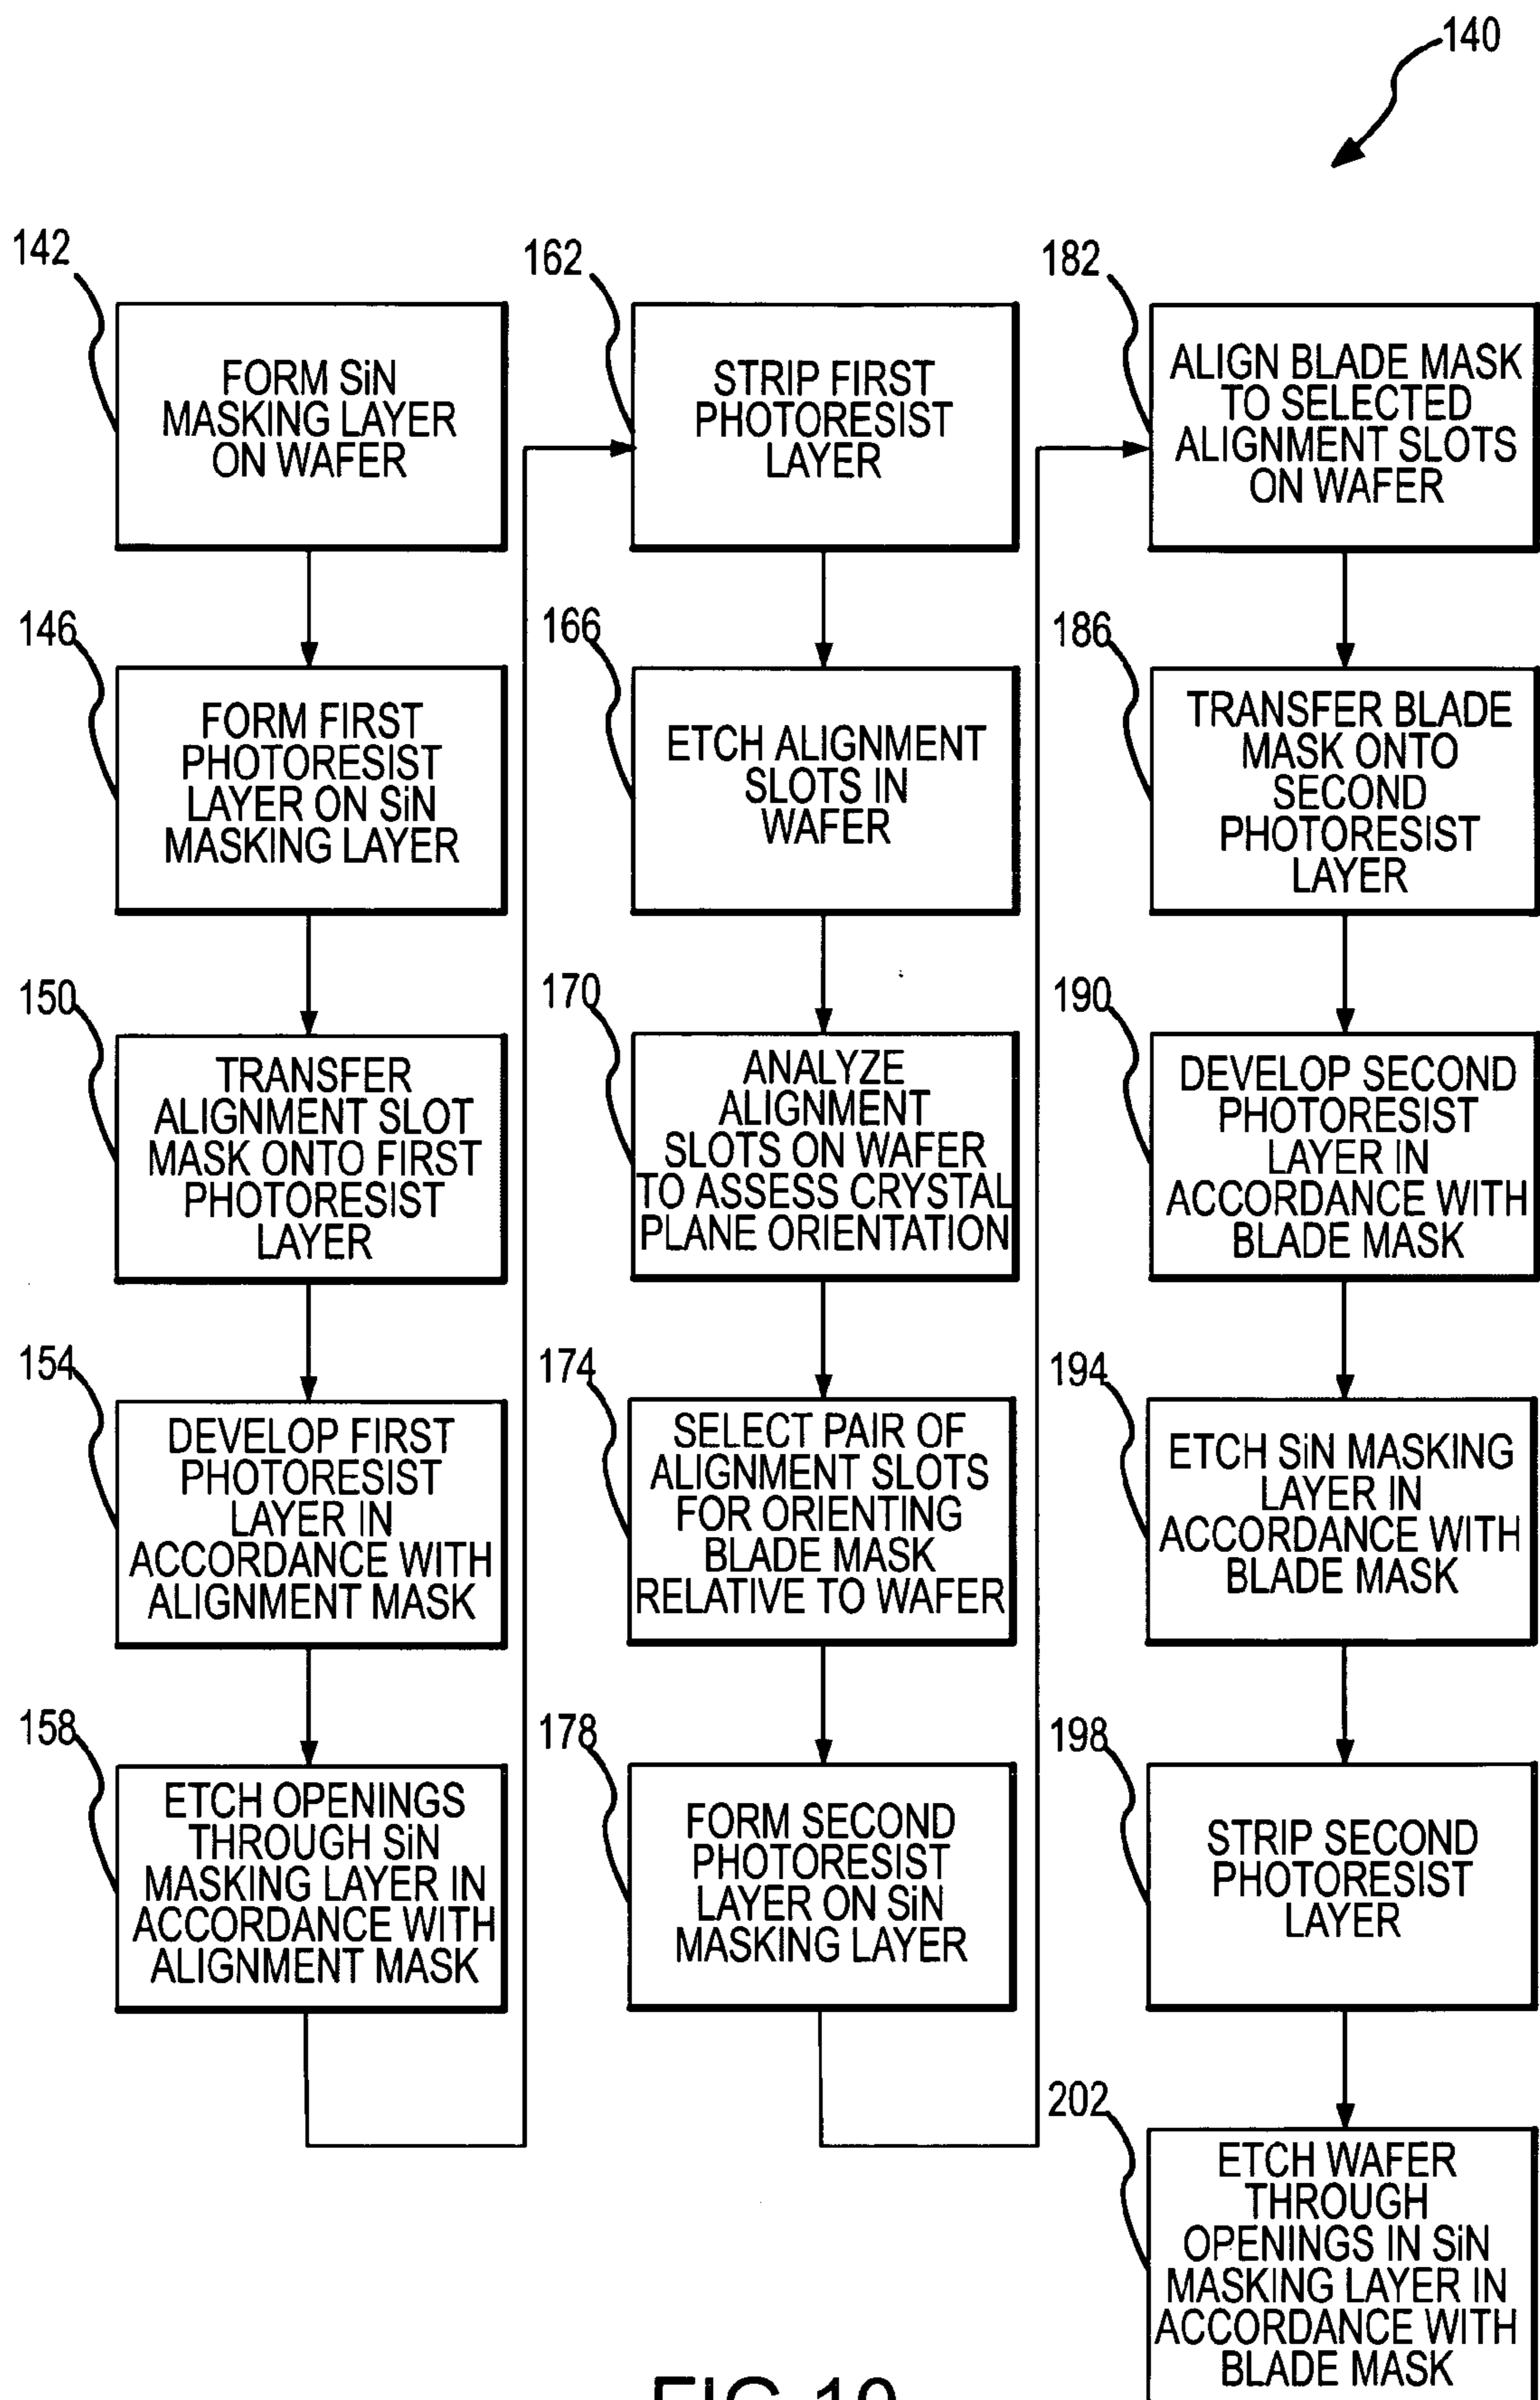 140
142
FORM SiN
MASKING LAYER
ON WAFER
146
FORM FIRST
PHOTORESIST
LAYER ON SiN
MASKING LAYER
150
TRANSFER
ALIGNMENT SLOT
MASK ONTO FIRST
PHOTORESIST
LAYER
154
DEVELOP FIRST
PHOTORESIST
LAYER IN
ACCORDANCE WITH
ALIGNMENT MASK
158
ETCH OPENINGS
THROUGH SiN
MASKING LAYER IN
ACCORDANCE WITH
ALIGNMENT MASK
162
STRIP FIRST
PHOTORESIST
LAYER
166
ETCH ALIGNMENT
SLOTS IN
WAFER
170
ANALYZE
ALIGNMENT
SLOTS ON WAFER
TO ASSESS CRYSTAL
PLANE ORIENTATION
174
SELECT PAIR OF
ALIGNMENT SLOTS
FOR ORIENTING
BLADE MASK
RELATIVE TO WAFER
178
FORM SECOND
PHOTORESIST
LAYER ON SiN
MASKING LAYER
182
ALIGN BLADE MASK
TO SELECTED
ALIGNMENT SLOTS
ON WAFER
186
TRANSFER BLADE
MASK ONTO
SECOND
PHOTORESIST
LAYER
190
DEVELOP SECOND
PHOTORESIST
LAYER IN
ACCORDANCE WITH
BLADE MASK
194
ETCH SiN MASKING
LAYER IN
ACCORDANCE WITH
BLADE MASK
198
STRIP SECOND
PHOTORESIST
LAYER
202
ETCH WAFER
THROUGH
OPENINGS IN SiN
MASKING LAYER IN
ACCORDANCE WITH
BLADE MASK